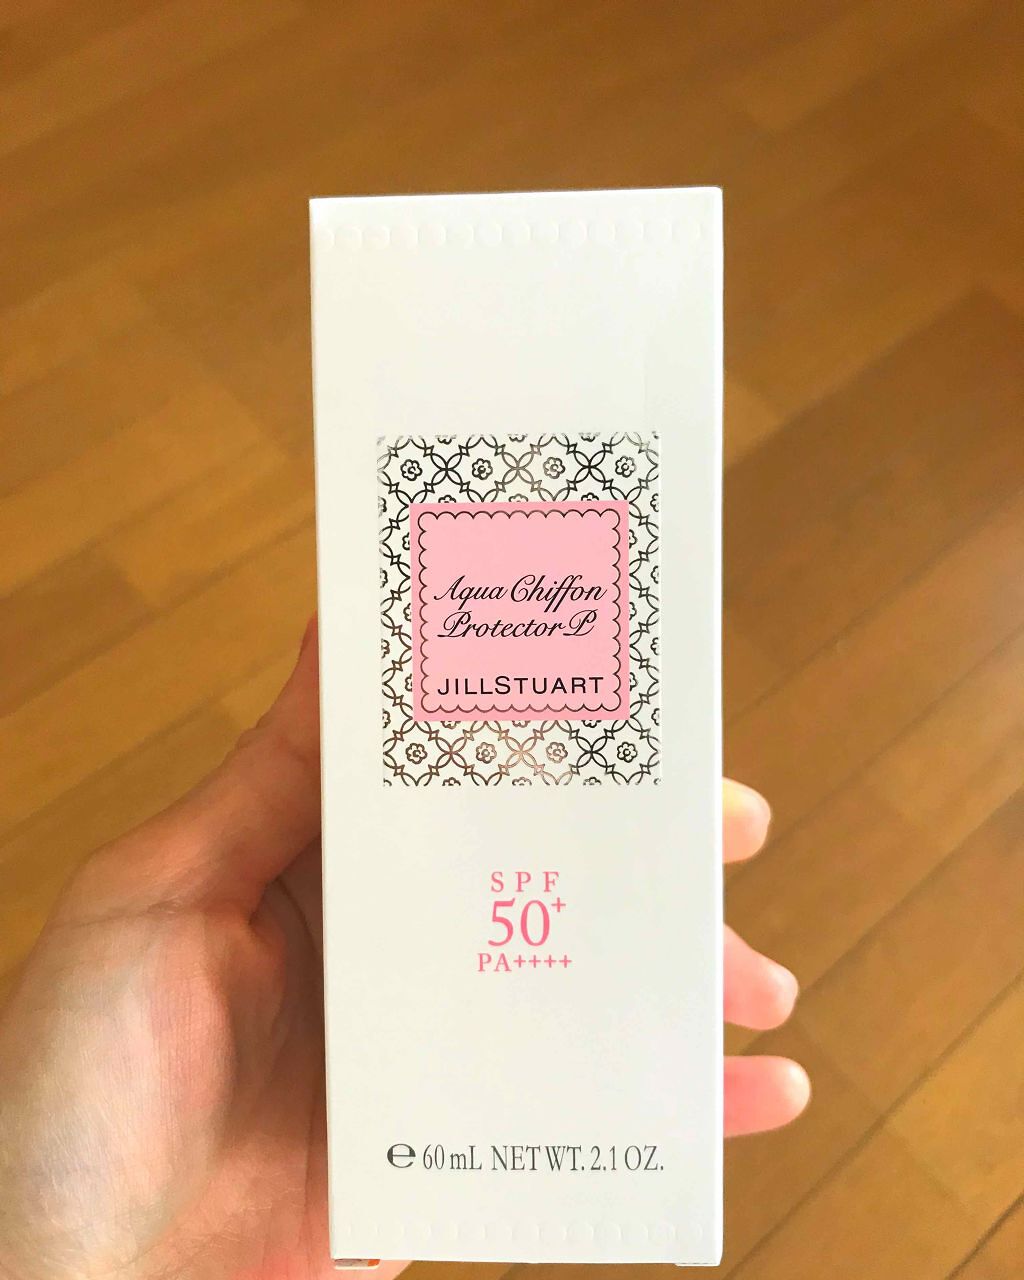 Aqua Chiffon
Protector P
JILLSTUART
SPF
50+
PA++++
℮ 60 mL NET WT. 2.1 OZ.